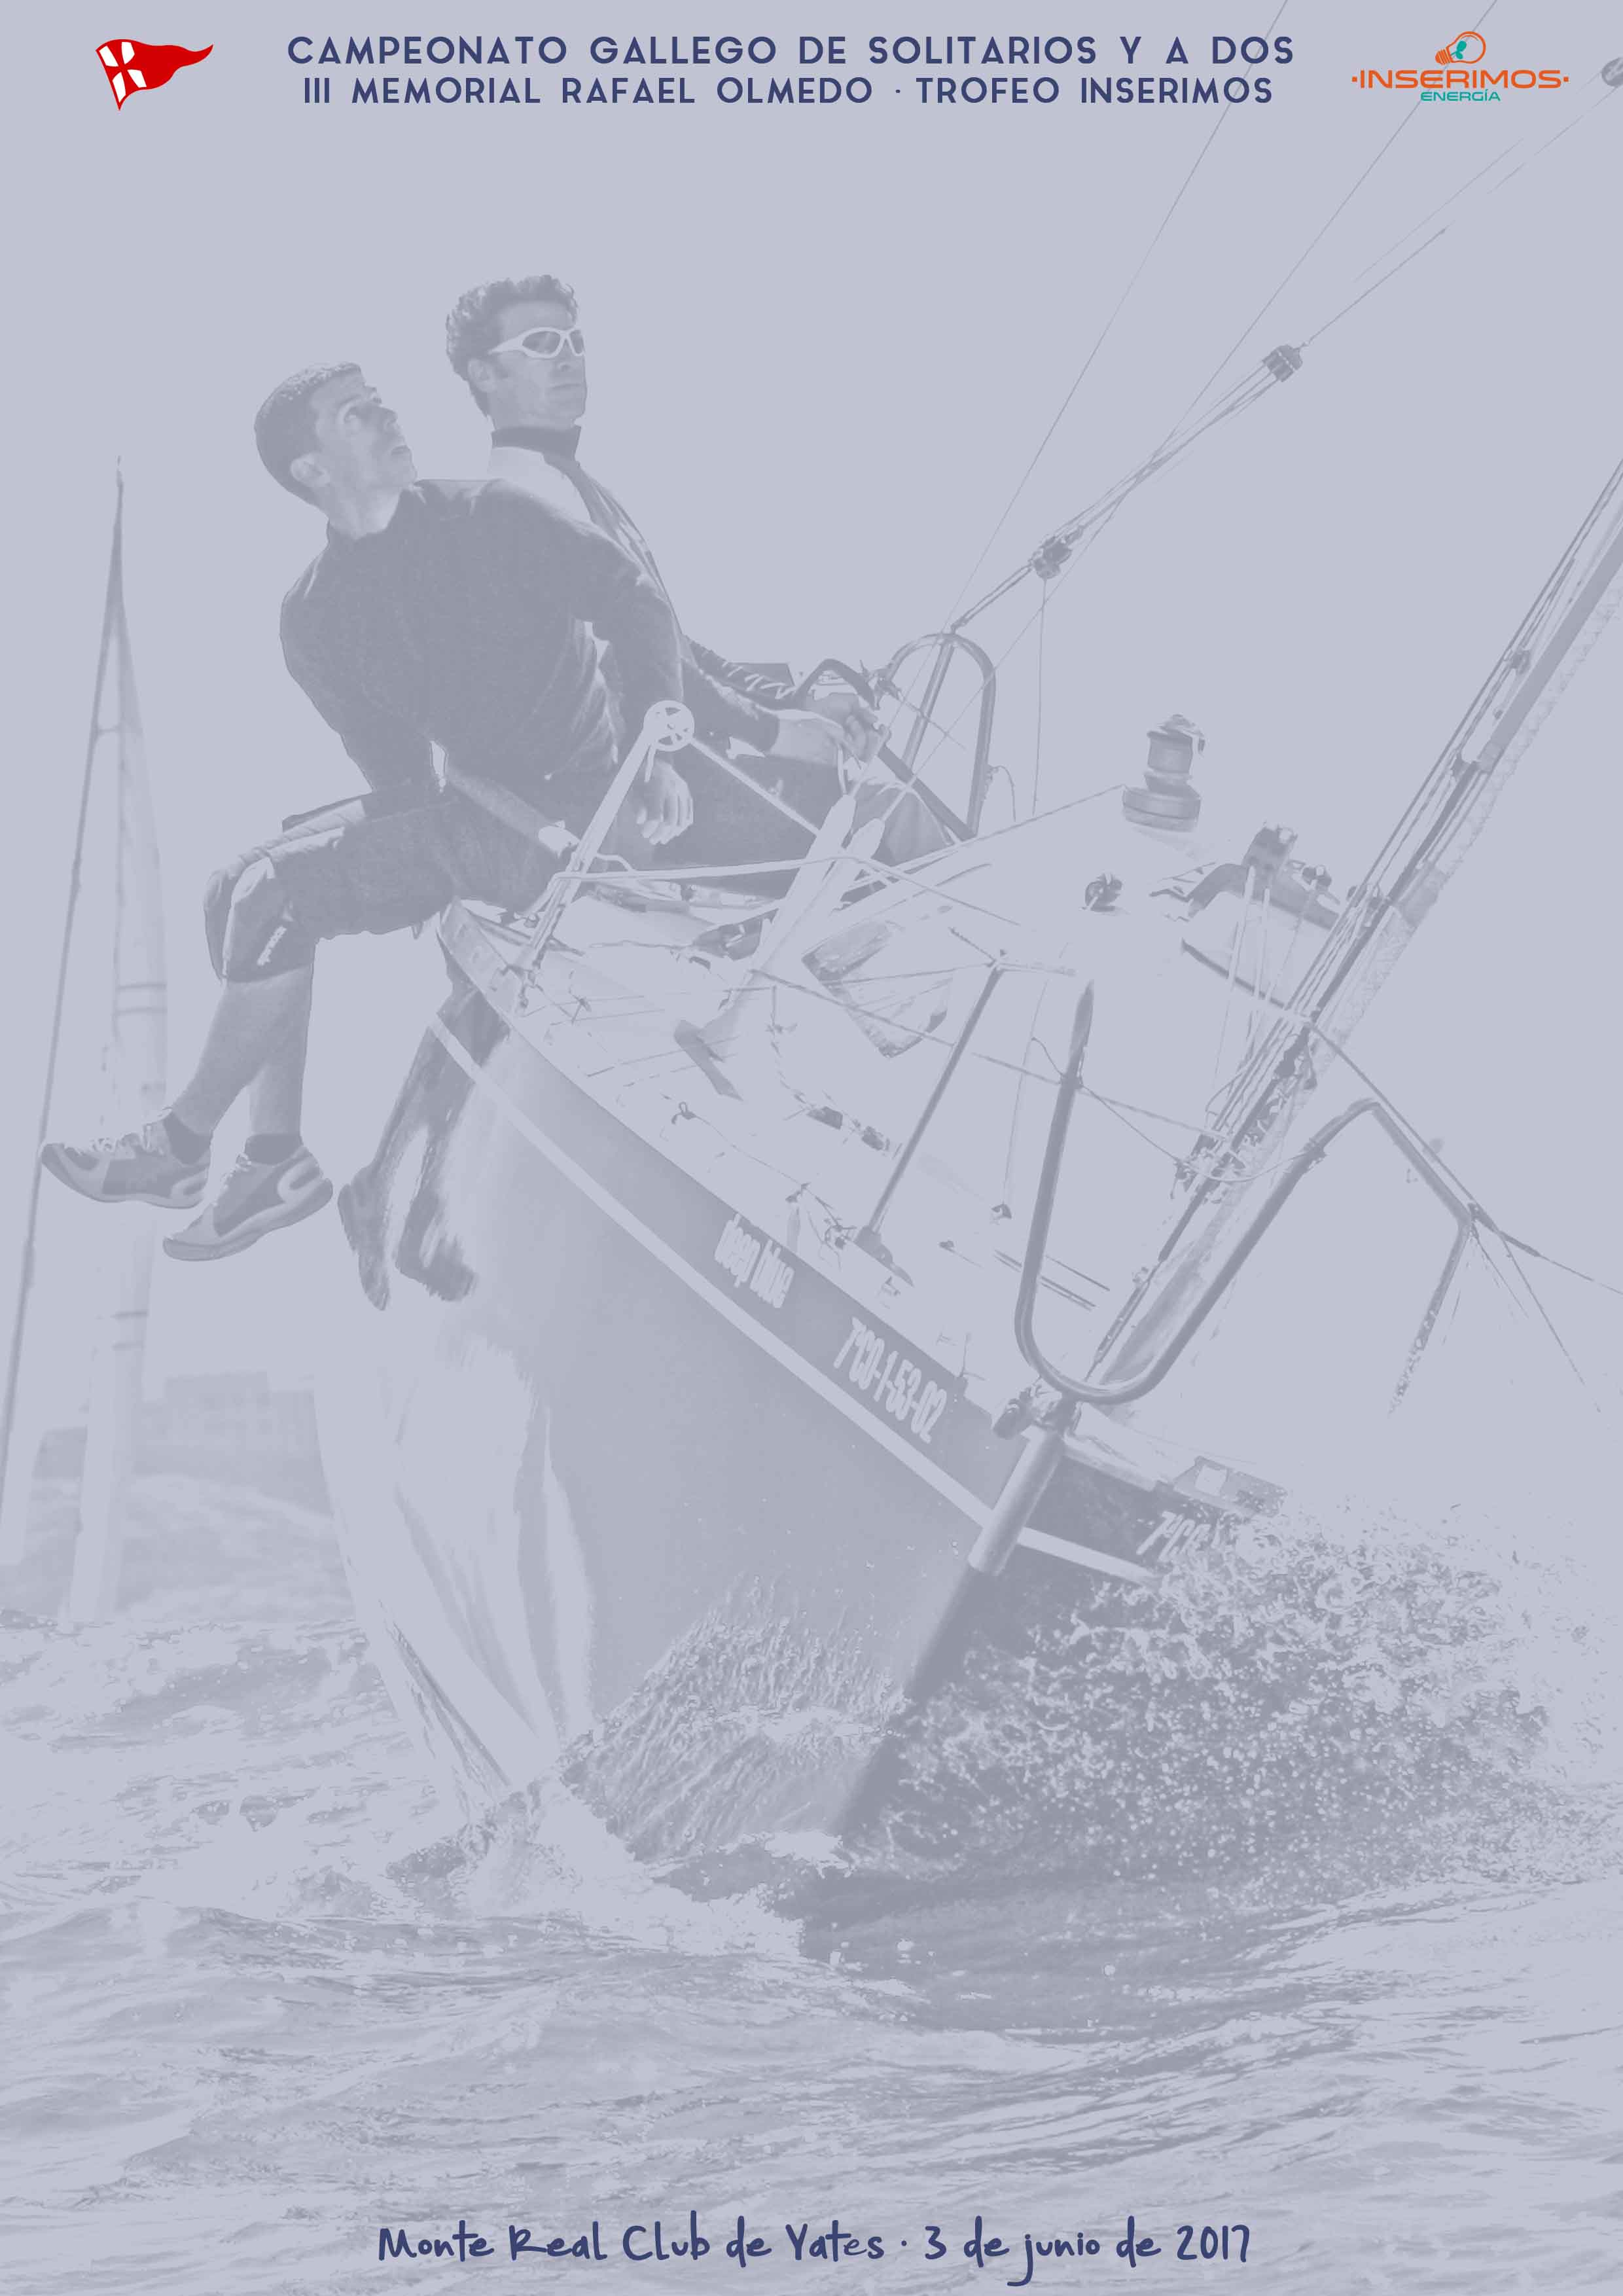 CAMPEONATO GALLEGO DE SOLITARIOS Y A DOS
III MEMORIAL RAFAEL OLMEDO · TROFEO INSERIMOS
·INSERIMOS·
ENERGÍA
deep blue
7ªCO-1-53-02
Monte Real Club de Yates · 3 de junio de 2017